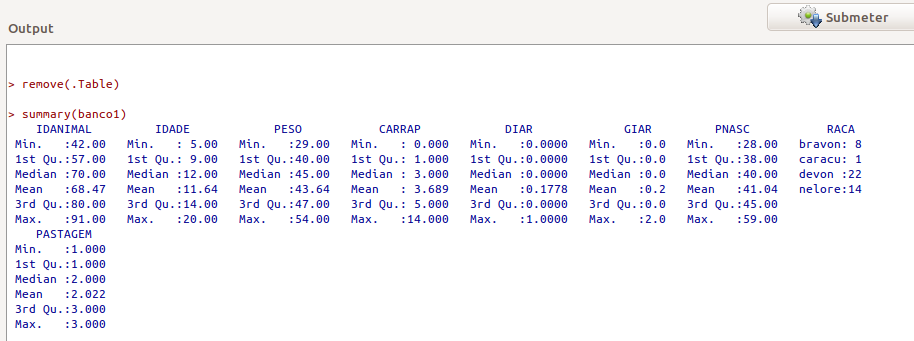 Submeter
Output
> remove(.Table)
> summary(banco1)
IDANIMAL IDADE PESO CARRAP DIAR GIAR PNASC RACA
Min. :42.00 Min. : 5.00 Min. :29.00 Min. : 0.000 Min. :0.0000 Min. :0.0 Min. :28.00 bravon: 8
1st Qu.:57.00 1st Qu.: 9.00 1st Qu.:40.00 1st Qu.: 1.000 1st Qu.:0.0000 1st Qu.:0.0 1st Qu.:38.00 caracu: 1
Median :70.00 Median :12.00 Median :45.00 Median : 3.000 Median :0.0000 Median :0.0 Median :40.00 devon :22
Mean :68.47 Mean :11.64 Mean :43.64 Mean : 3.689 Mean :0.1778 Mean :0.2 Mean :41.04 nelore:14
3rd Qu.:80.00 3rd Qu.:14.00 3rd Qu.:47.00 3rd Qu.: 5.000 3rd Qu.:0.0000 3rd Qu.:0.0 3rd Qu.:45.00
Max. :91.00 Max. :20.00 Max. :54.00 Max. :14.000 Max. :1.0000 Max. :2.0 Max. :59.00
PASTAGEM
Min. :1.000
1st Qu.:1.000
Median :2.000
Mean :2.022
3rd Qu.:3.000
Max. :3.000